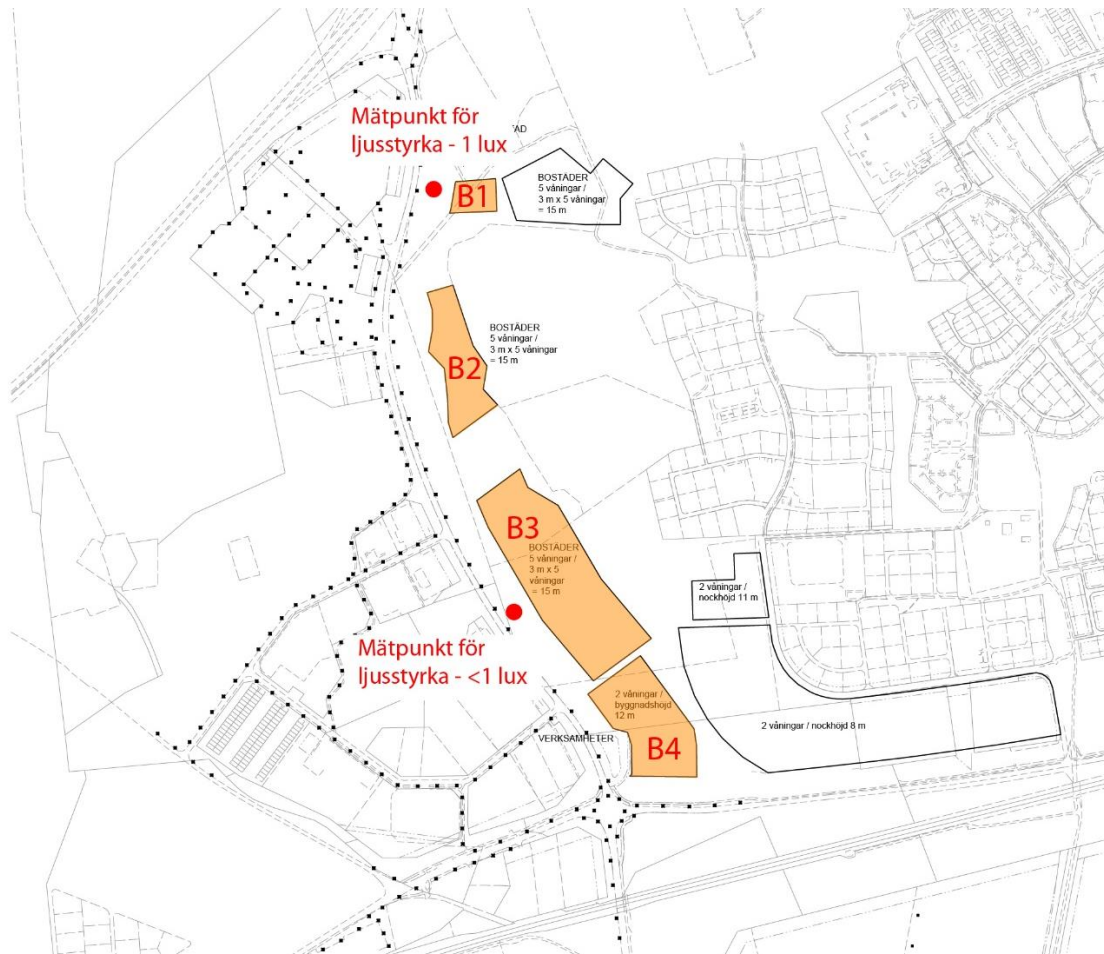 Mätpunkt för
ljusstyrka - 1 lux
TAD
B1
BOSTÄDER
5 våningar /
3 m x 5 våningar
= 15 m
B2
BOSTÄDER
5 våningar /
3 m x 5 våningar
= 15 m
B3
BOSTÄDER
5 våningar /
3 m x 5
våningar
= 15 m
2 våningar /
nockhöjd 11 m
Mätpunkt för
ljusstyrka - <1 lux
2 våningar /
byggnadshöjd
12 m
VERKSAMHETER
B4
2 våningar / nockhöjd 8 m